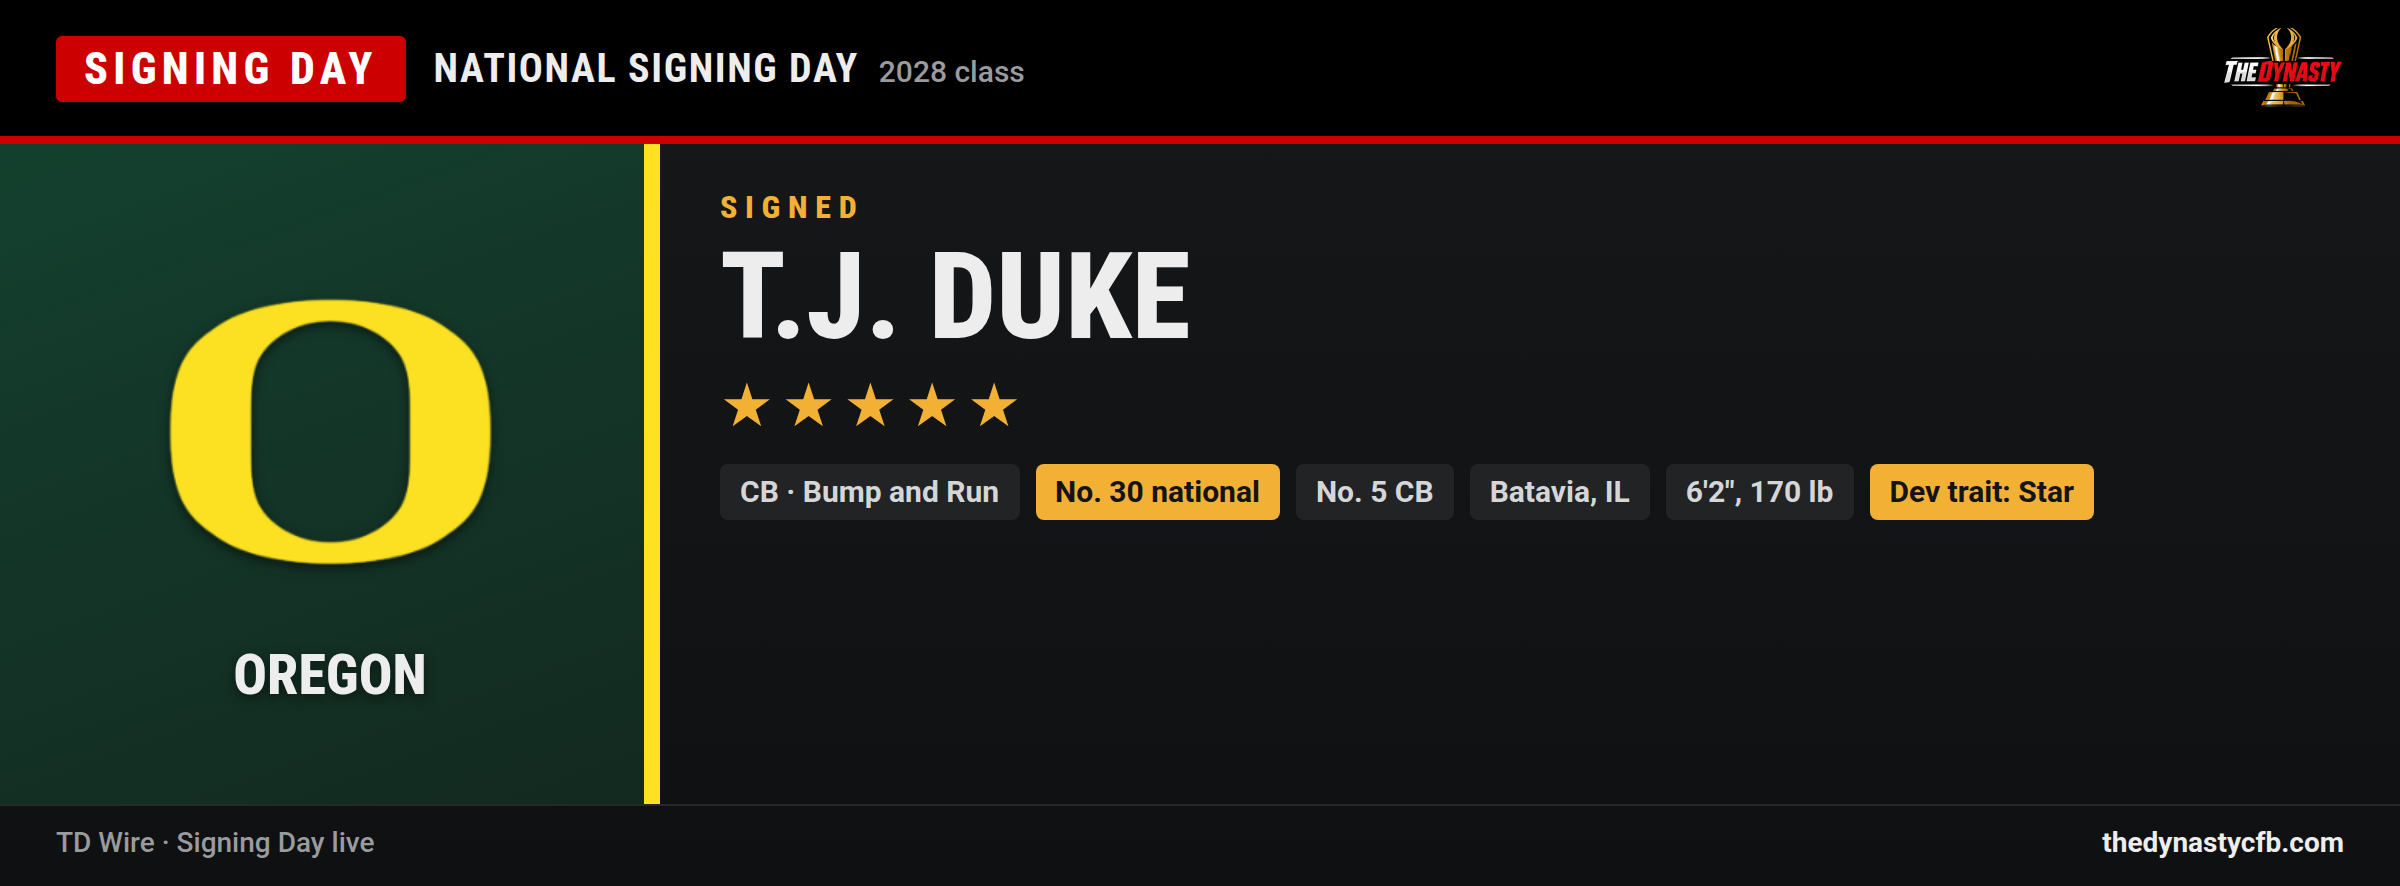 SIGNING DAY NATIONAL SIGNING DAY 2028 class
THE DYNASTY
SIGNED
T.J. DUKE
★★★★★
CB · Bump and Run No. 30 national No. 5 CB Batavia, IL 6'2", 170 lb Dev trait: Star
O
OREGON
TD Wire · Signing Day live thedynastycfb.com